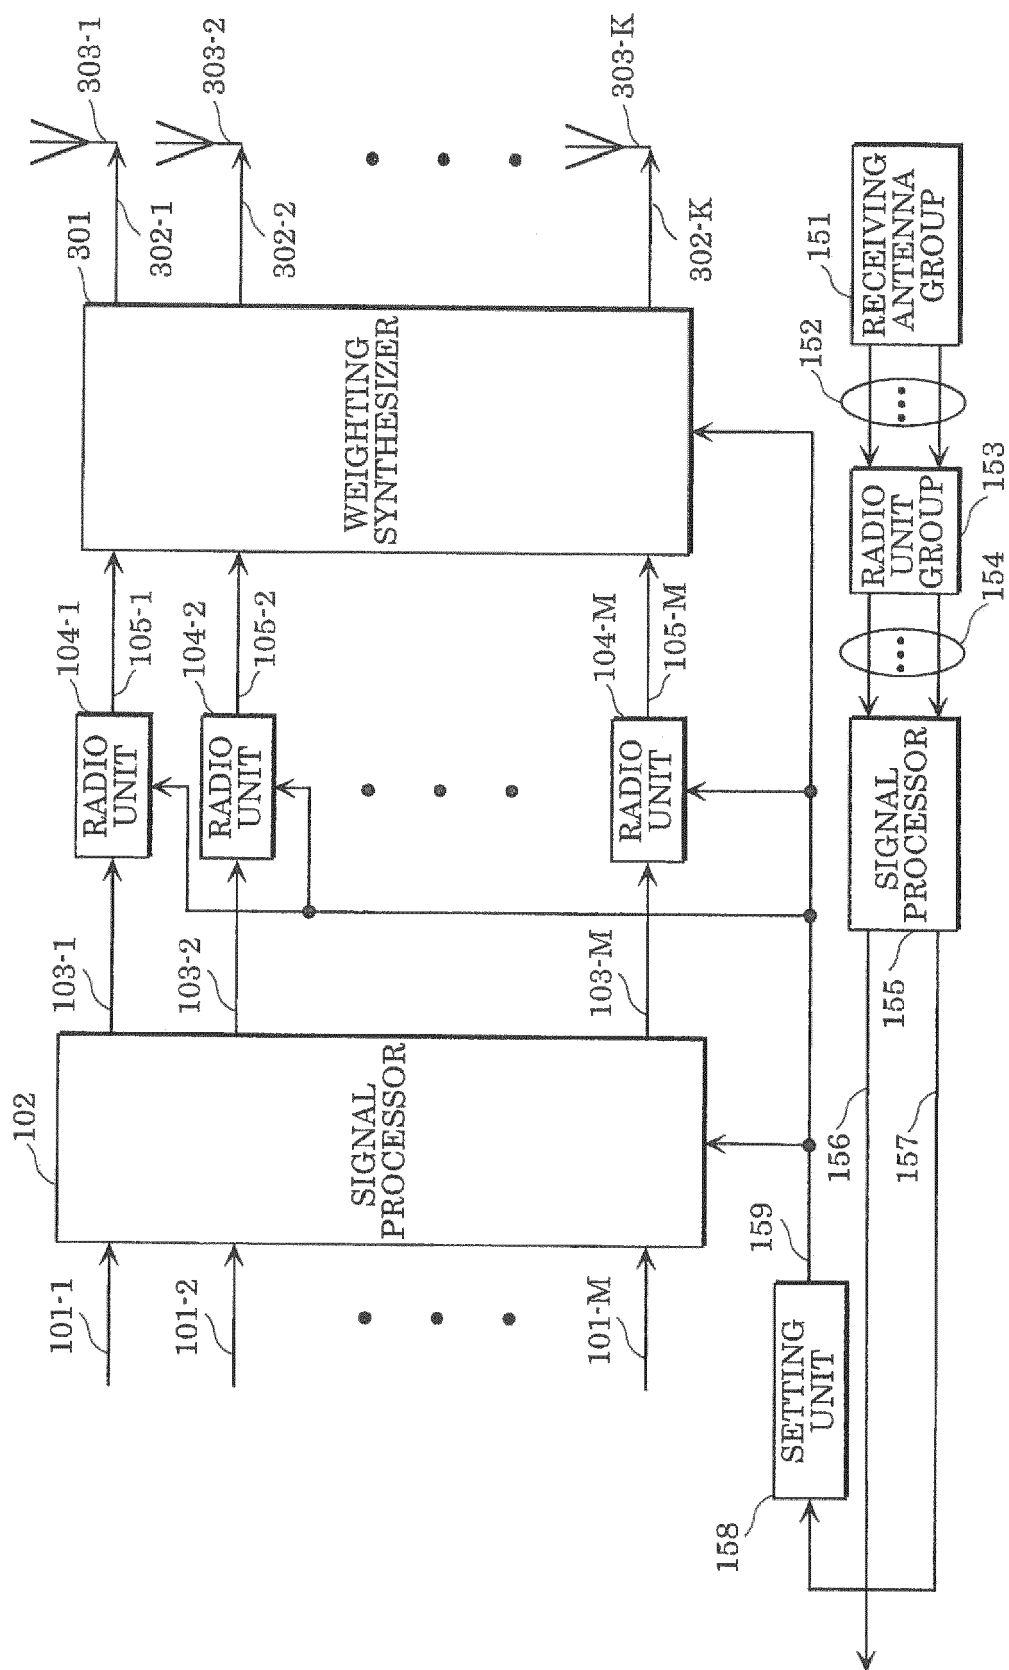 101-1
101-2
101-M
102
SIGNAL
PROCESSOR
103-1
103-2
103-M
104-1
RADIO
UNIT
104-2
RADIO
UNIT
104-M
RADIO
UNIT
105-1
105-2
105-M
301
WEIGHTING
SYNTHESIZER
302-1
302-2
302-K
303-1
303-2
303-K
158
SETTING
UNIT
159
156
157
155
SIGNAL
PROCESSOR
154
153
RADIO
UNIT
GROUP
152
151
RECEIVING
ANTENNA
GROUP